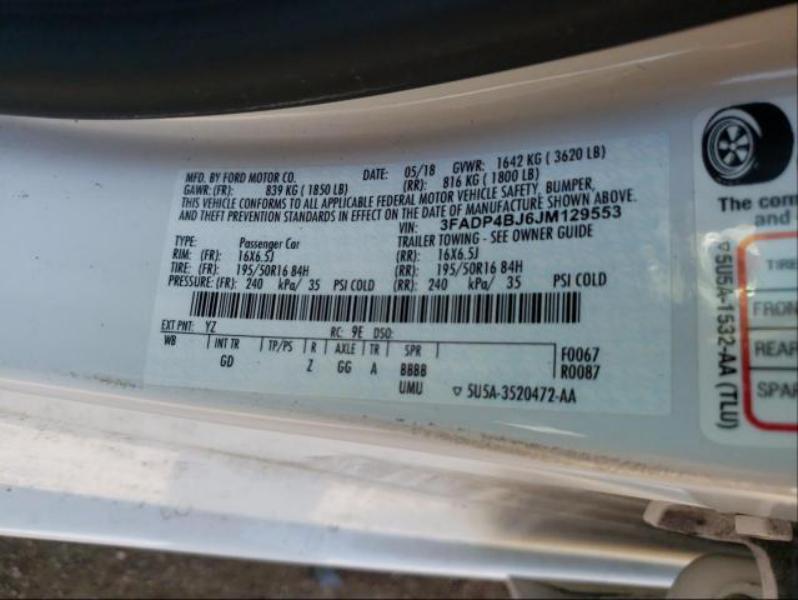 MFD. BY FORD MOTOR CO. DATE: 05/18 GVWR: 1642 KG ( 3620 LB)
GAWR: (FR): 839 KG ( 1850 LB) (RR): 816 KG ( 1800 LB)
THIS VEHICLE CONFORMS TO ALL APPLICABLE FEDERAL MOTOR VEHICLE SAFETY, BUMPER,
AND THEFT PREVENTION STANDARDS IN EFFECT ON THE DATE OF MANUFACTURE SHOWN ABOVE.
VIN: 3FADP4BJ6JM129553
TYPE: Passenger Car TRAILER TOWING - SEE OWNER GUIDE
RIM: (FR): 16X6.5J (RR): 16X6.5J
TIRE: (FR): 195/50R16 84H (RR): 195/50R16 84H
PRESSURE: (FR): 240 kPa/ 35 PSI COLD (RR): 240 kPa/ 35 PSI COLD
EXT PNT: YZ RC: 9E DSO:
WB INT TR TP/PS R AXLE TR SPR F0067
GD Z GG A BBBB R0087
UMU ▽ 5U5A-3520472-AA
The com
and
▽5U5A-1532-AA (TLU)
TIRE
FRON
REAR
SPAR